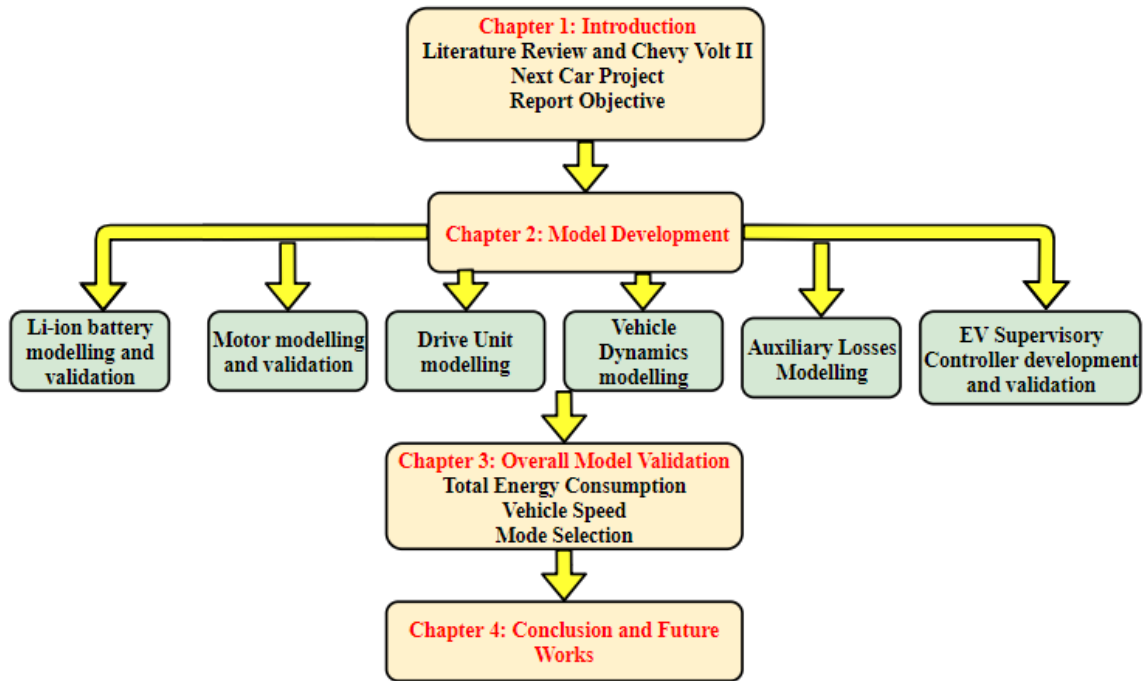 Chapter 1: Introduction
Literature Review and Chevy Volt II
Next Car Project
Report Objective
Chapter 2: Model Development
Li-ion battery
modelling and
validation
Motor modelling
and validation
Drive Unit
modelling
Vehicle
Dynamics
modelling
Auxiliary Losses
Modelling
EV Supervisory
Controller development
and validation
Chapter 3: Overall Model Validation
Total Energy Consumption
Vehicle Speed
Mode Selection
Chapter 4: Conclusion and Future
Works